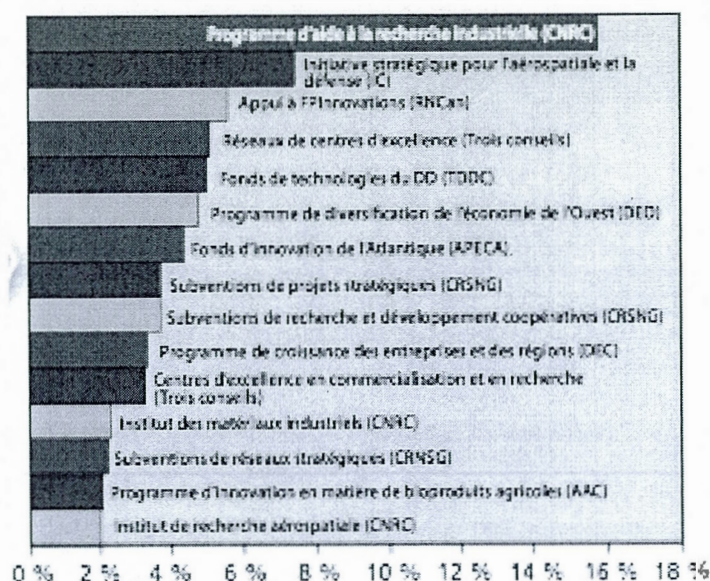 Programme d'aide à la recherche industrielle (CNRC)
Initiative stratégique pour l'aérospatiale et la
défense (IC)
Appui à FPInnovations (RNCan)
Réseaux de centres d'excellence (Trois conseils)
Fonds de technologies du DD (TDDC)
Programme de diversification de l'économie de l'Ouest (DEO)
Fonds d'innovation de l'Atlantique (APECA)
Subventions de projets stratégiques (CRSNG)
Subventions de recherche et développement coopératives (CRSNG)
Programme de croissance des entreprises et des régions (DEC)
Centres d'excellence en commercialisation et en recherche
(Trois conseils)
Institut des matériaux industriels (CNRC)
Subventions de réseaux stratégiques (CRNSG)
Programme d'innovation en matière de bioproduits agricoles (AAC)
Institut de recherche aérospatiale (CNRC)
0 % 2 % 4 % 6 % 8 % 10 % 12 % 14 % 16 % 18 %